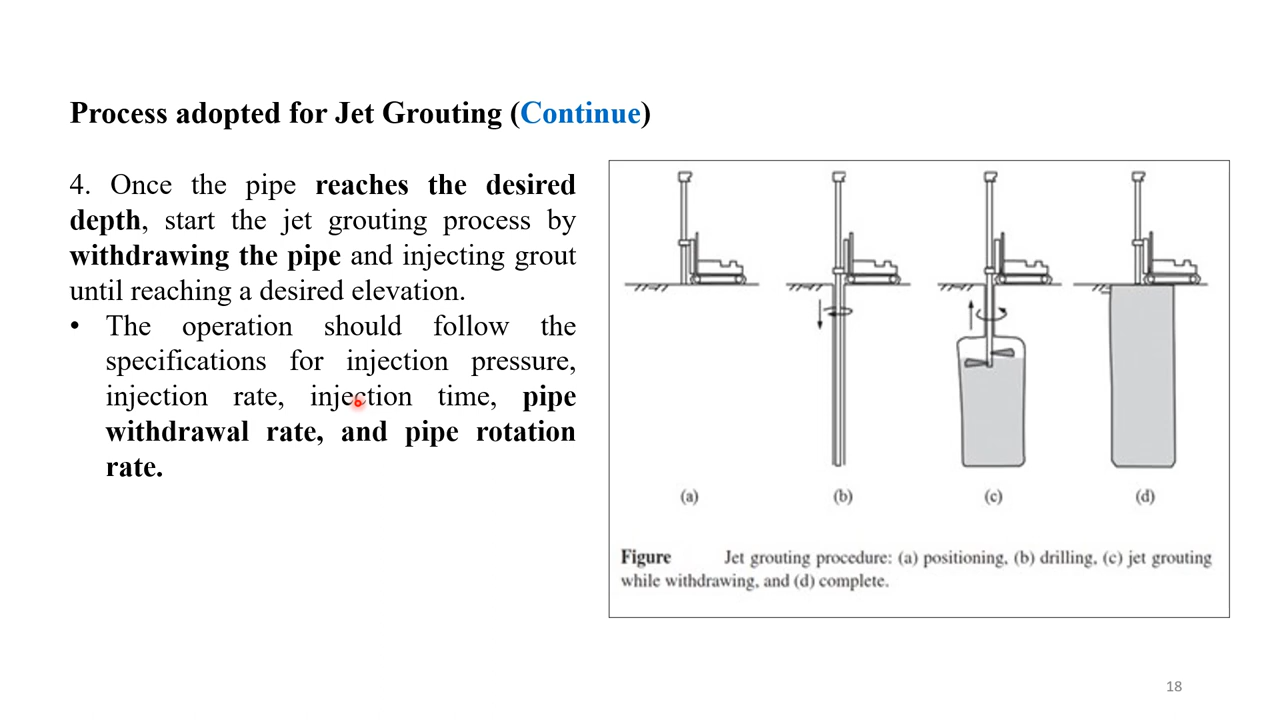 Process adopted for Jet Grouting (Continue)
4. Once the pipe reaches the desired
depth, start the jet grouting process by
withdrawing the pipe and injecting grout
until reaching a desired elevation.
• The operation should follow the
specifications for injection pressure,
injection rate, injection time, pipe
withdrawal rate, and pipe rotation
rate.
(a) (b) (c) (d)
Figure Jet grouting procedure: (a) positioning, (b) drilling, (c) jet grouting
while withdrawing, and (d) complete.
18